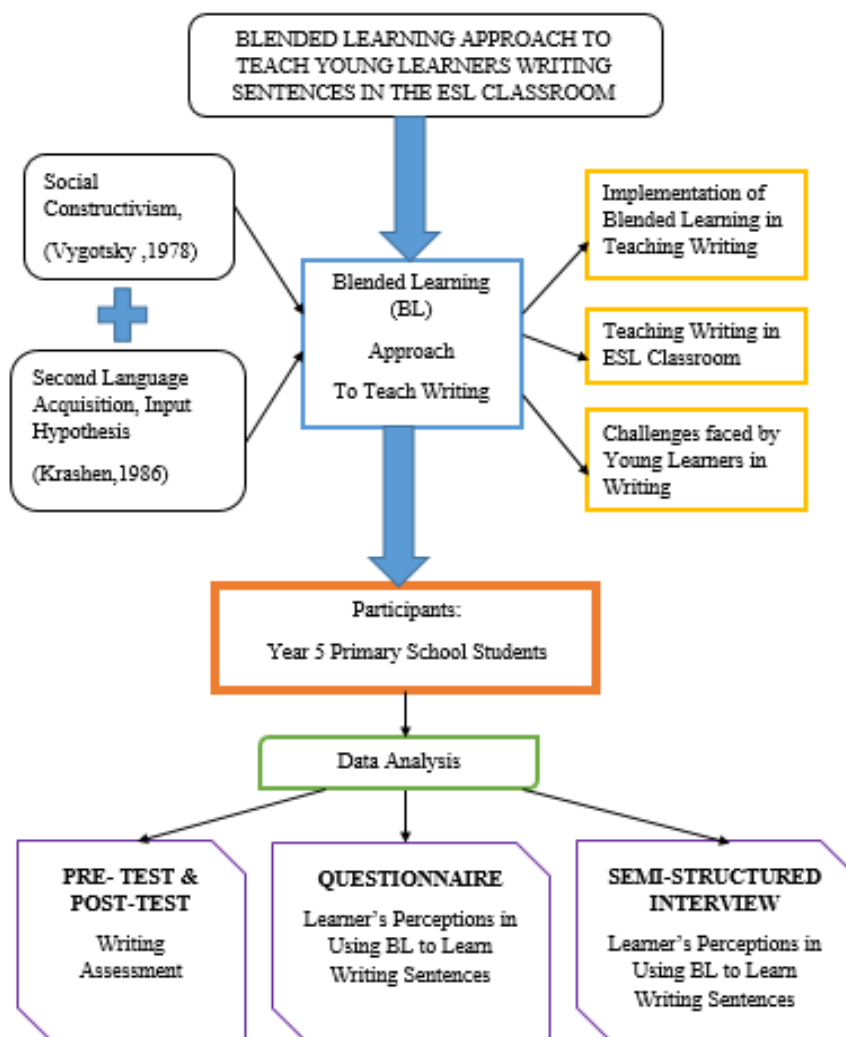 BLENDED LEARNING APPROACH TO
TEACH YOUNG LEARNERS WRITING
SENTENCES IN THE ESL CLASSROOM
Social
Constructivism,
(Vygotsky ,1978)
Second Language
Acquisition, Input
Hypothesis
(Krashen,1986)
Blended Learning
(BL)
Approach
To Teach Writing
Implementation of
Blended Learning in
Teaching Writing
Teaching Writing in
ESL Classroom
Challenges faced by
Young Learners in
Writing
Participants:
Year 5 Primary School Students
Data Analysis
PRE- TEST &
POST-TEST
Writing
Assessment
QUESTIONNAIRE
Learner’s Perceptions in
Using BL to Learn
Writing Sentences
SEMI-STRUCTURED
INTERVIEW
Learner’s Perceptions in
Using BL to Learn
Writing Sentences